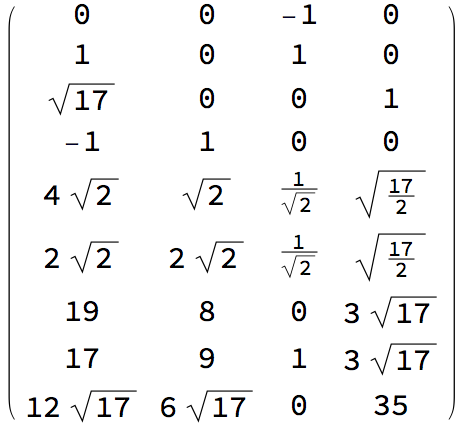 0 0 -1 0
1 0 1 0
√17 0 0 1
-1 1 0 0
4 √2 √2 1/√2 √(17/2)
2 √2 2 √2 1/√2 √(17/2)
19 8 0 3 √17
17 9 1 3 √17
12 √17 6 √17 0 35